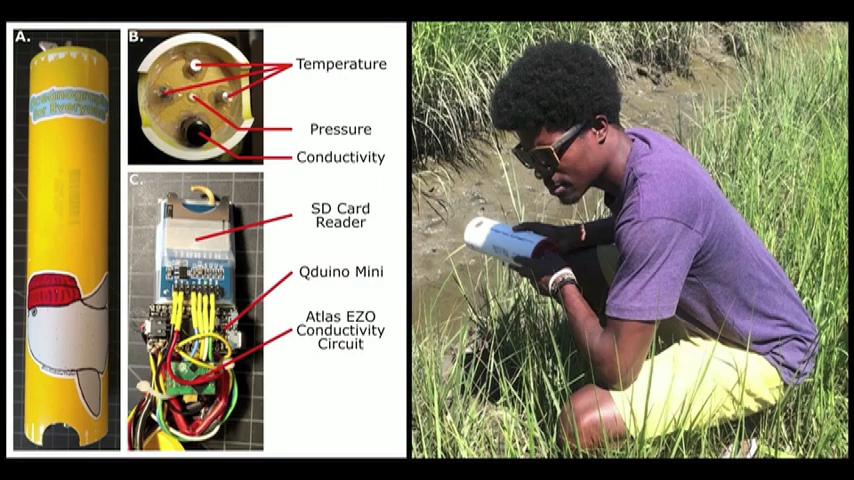 A.
Oceanography
for Everyone
B.
Temperature
Pressure
Conductivity
C.
SD Card
Reader
Qduino Mini
Atlas EZO
Conductivity
Circuit